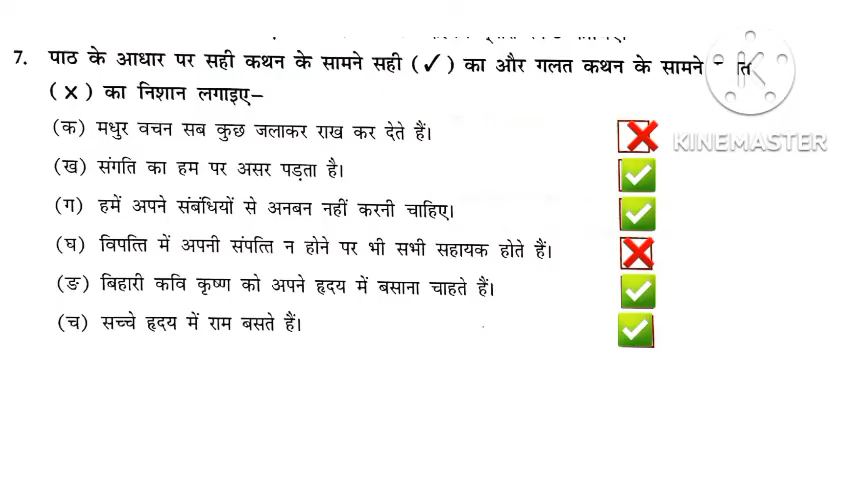 7. पाठ के आधार पर सही कथन के सामने सही (✓) का और गलत कथन के सामने
(x) का निशान लगाइए–
(क) मधुर वचन सब कुछ जलाकर राख कर देते हैं।
(ख) संगति का हम पर असर पड़ता है।
(ग) हमें अपने संबंधियों से अनबन नहीं करनी चाहिए।
(घ) विपत्ति में अपनी संपत्ति न होने पर भी सभी सहायक होते हैं।
(ङ) बिहारी कवि कृष्ण को अपने हृदय में बसाना चाहते हैं।
(च) सच्चे हृदय में राम बसते हैं।
K
KINEMASTER